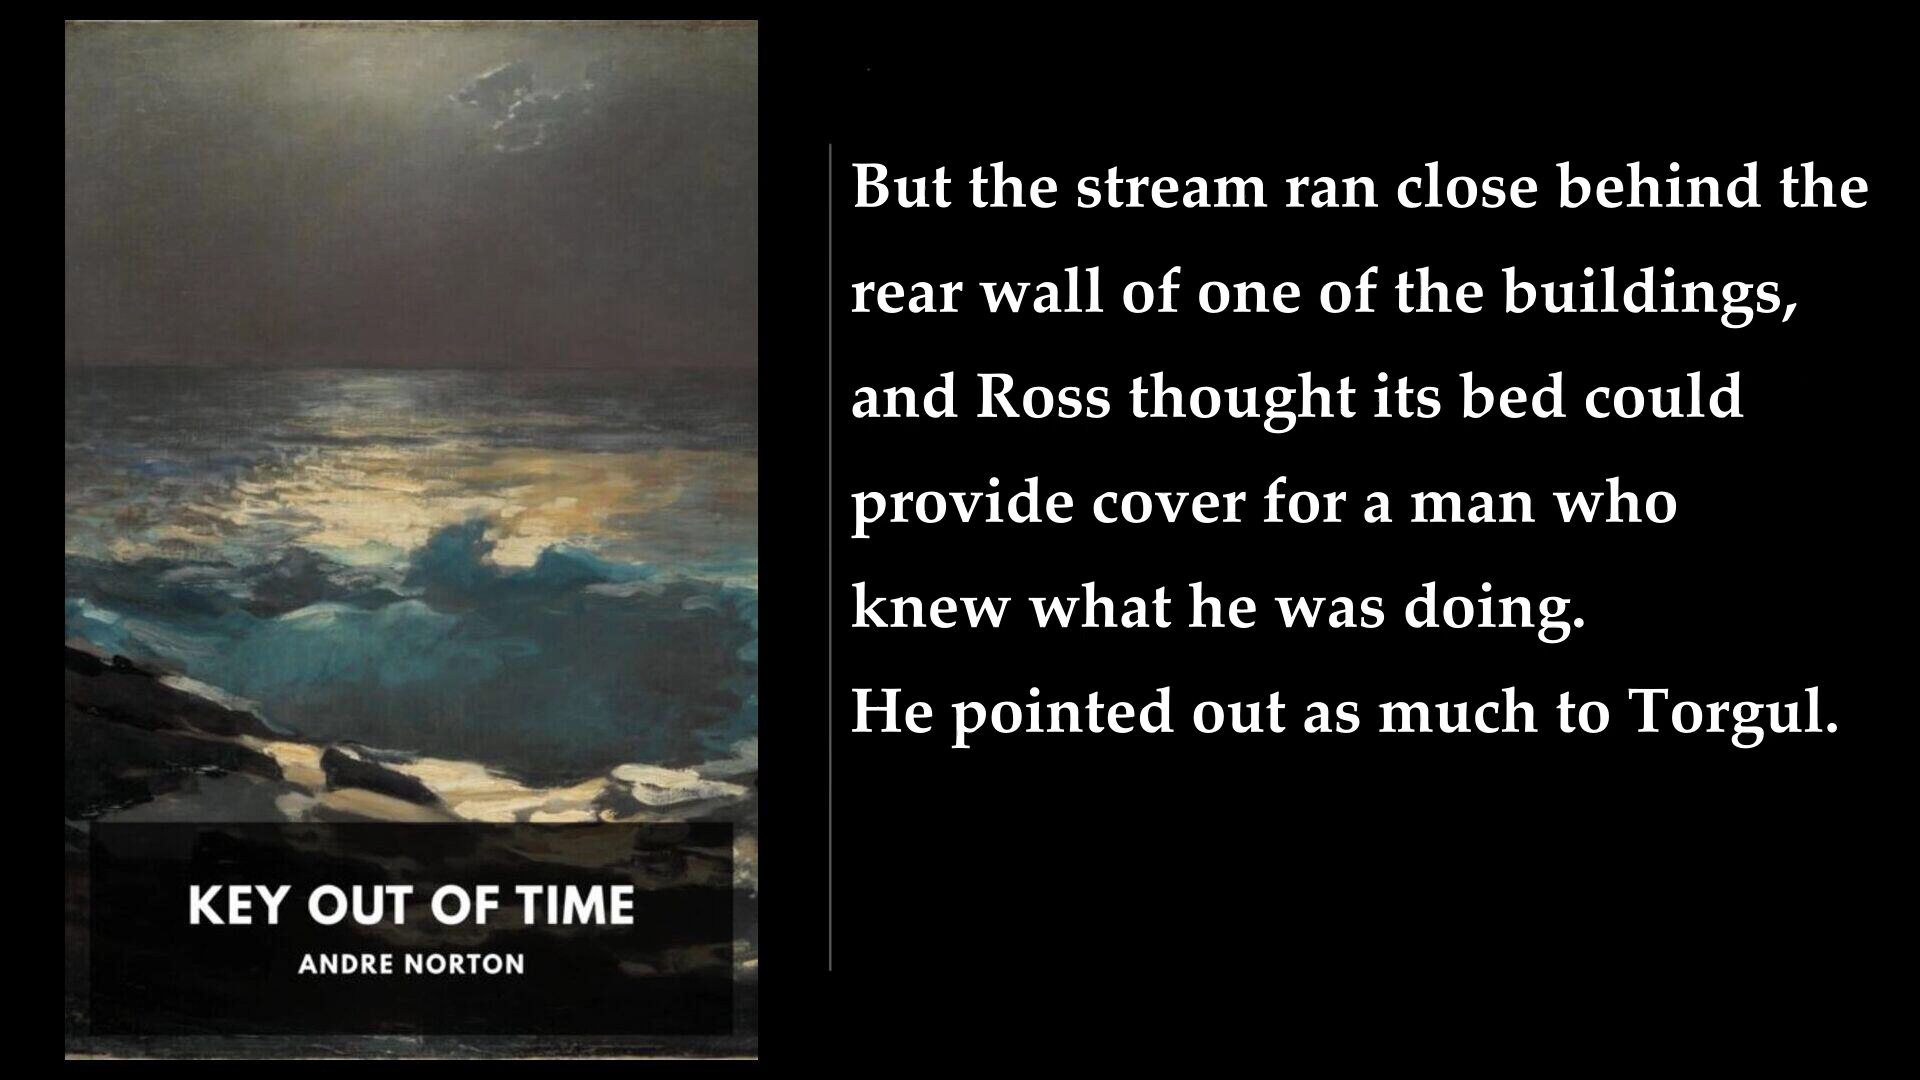 KEY OUT OF TIME
ANDRE NORTON
But the stream ran close behind the
rear wall of one of the buildings,
and Ross thought its bed could
provide cover for a man who
knew what he was doing.
He pointed out as much to Torgul.